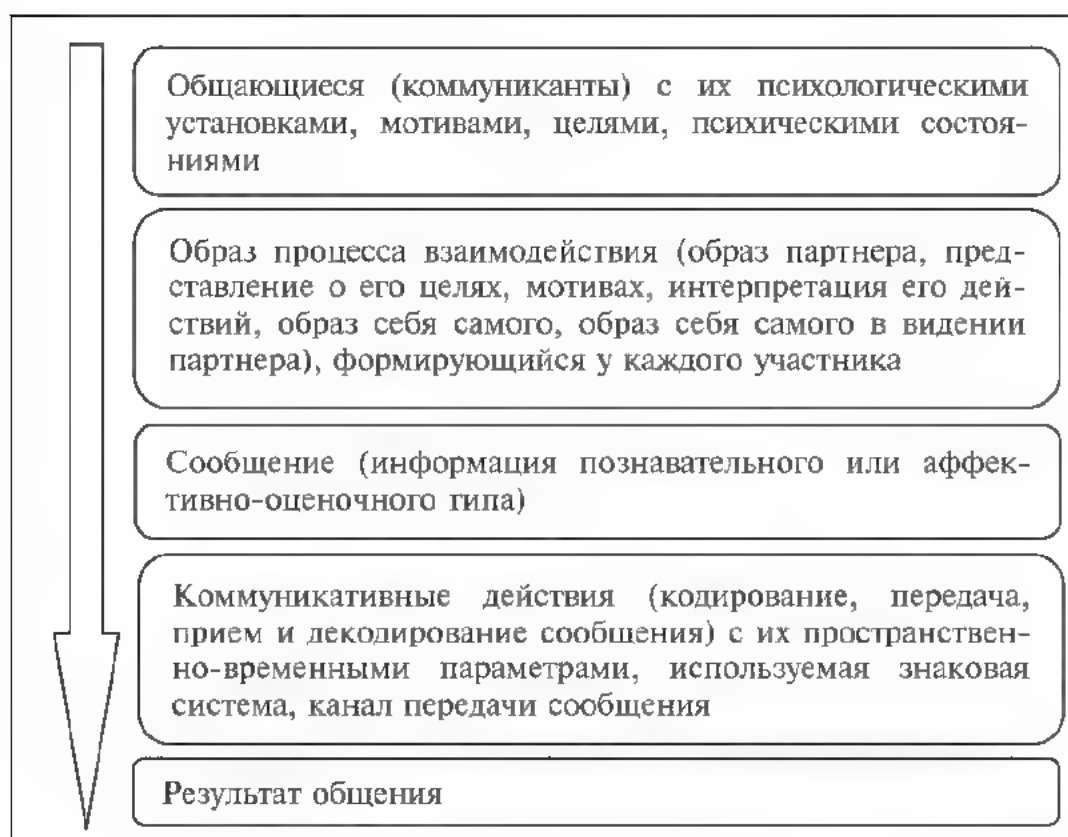 Общающиеся (коммуниканты) с их психологическими
установками, мотивами, целями, психическими состоя-
ниями
Образ процесса взаимодействия (образ партнера, пред-
ставление о его целях, мотивах, интерпретация его дей-
ствий, образ себя самого, образ себя самого в видении
партнера), формирующийся у каждого участника
Сообщение (информация познавательного или аффек-
тивно-оценочного типа)
Коммуникативные действия (кодирование, передача,
прием и декодирование сообщения) с их пространствен-
но-временными параметрами, используемая знаковая
система, канал передачи сообщения
Результат общения